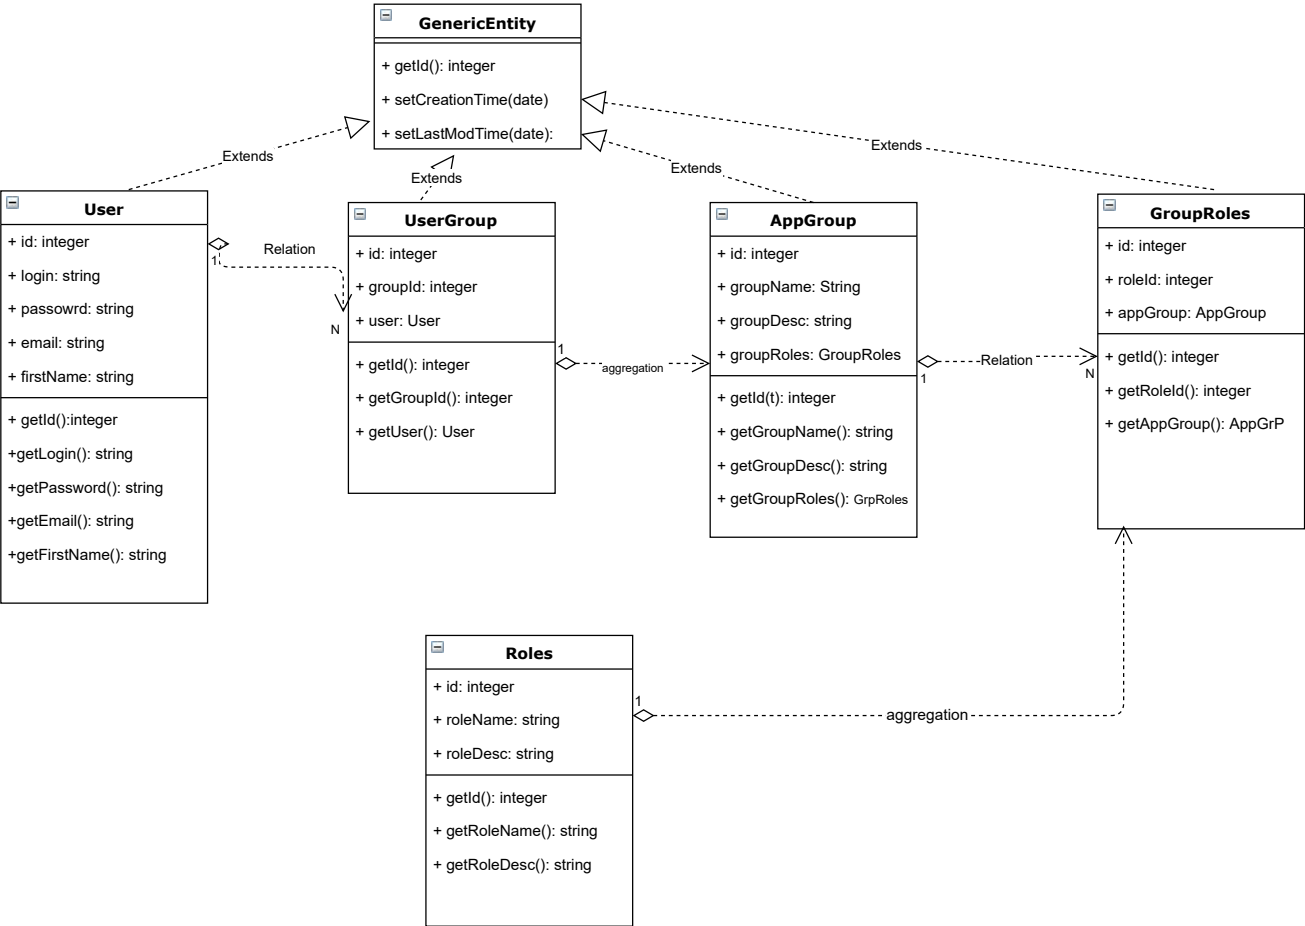 GenericEntity
+ getId(): integer
+ setCreationTime(date)
+ setLastModTime(date):
Extends
Extends
Extends
Extends
User
+ id: integer
+ login: string
+ passowrd: string
+ email: string
+ firstName: string
+ getId():integer
+getLogin(): string
+getPassword(): string
+getEmail(): string
+getFirstName(): string
1
Relation
N
UserGroup
+ id: integer
+ groupId: integer
+ user: User
+ getId(): integer
+ getGroupId(): integer
+ getUser(): User
1
aggregation
AppGroup
+ id: integer
+ groupName: String
+ groupDesc: string
+ groupRoles: GroupRoles
+ getId(t): integer
+ getGroupName(): string
+ getGroupDesc(): string
+ getGroupRoles(): GrpRoles
1
Relation
N
GroupRoles
+ id: integer
+ roleId: integer
+ appGroup: AppGroup
+ getId(): integer
+ getRoleId(): integer
+ getAppGroup(): AppGrP
Roles
+ id: integer
+ roleName: string
+ roleDesc: string
+ getId(): integer
+ getRoleName(): string
+ getRoleDesc(): string
1
aggregation